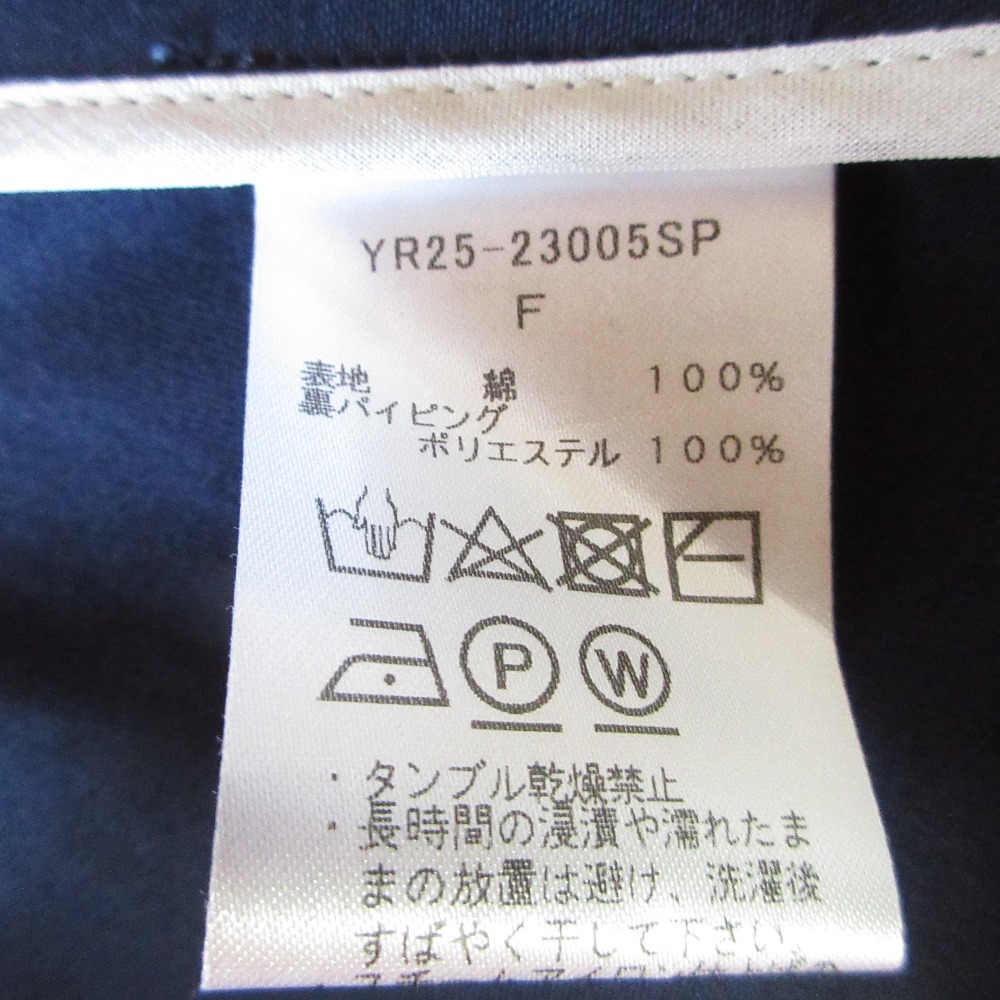 YR25-23005SP
F
表地 綿 100%
裏パイピング
ポリエステル 100%
P W
・タンブル乾燥禁止
・長時間の浸漬や濡れたま
まの放置は避け、洗濯後
すばやく干して下さい。